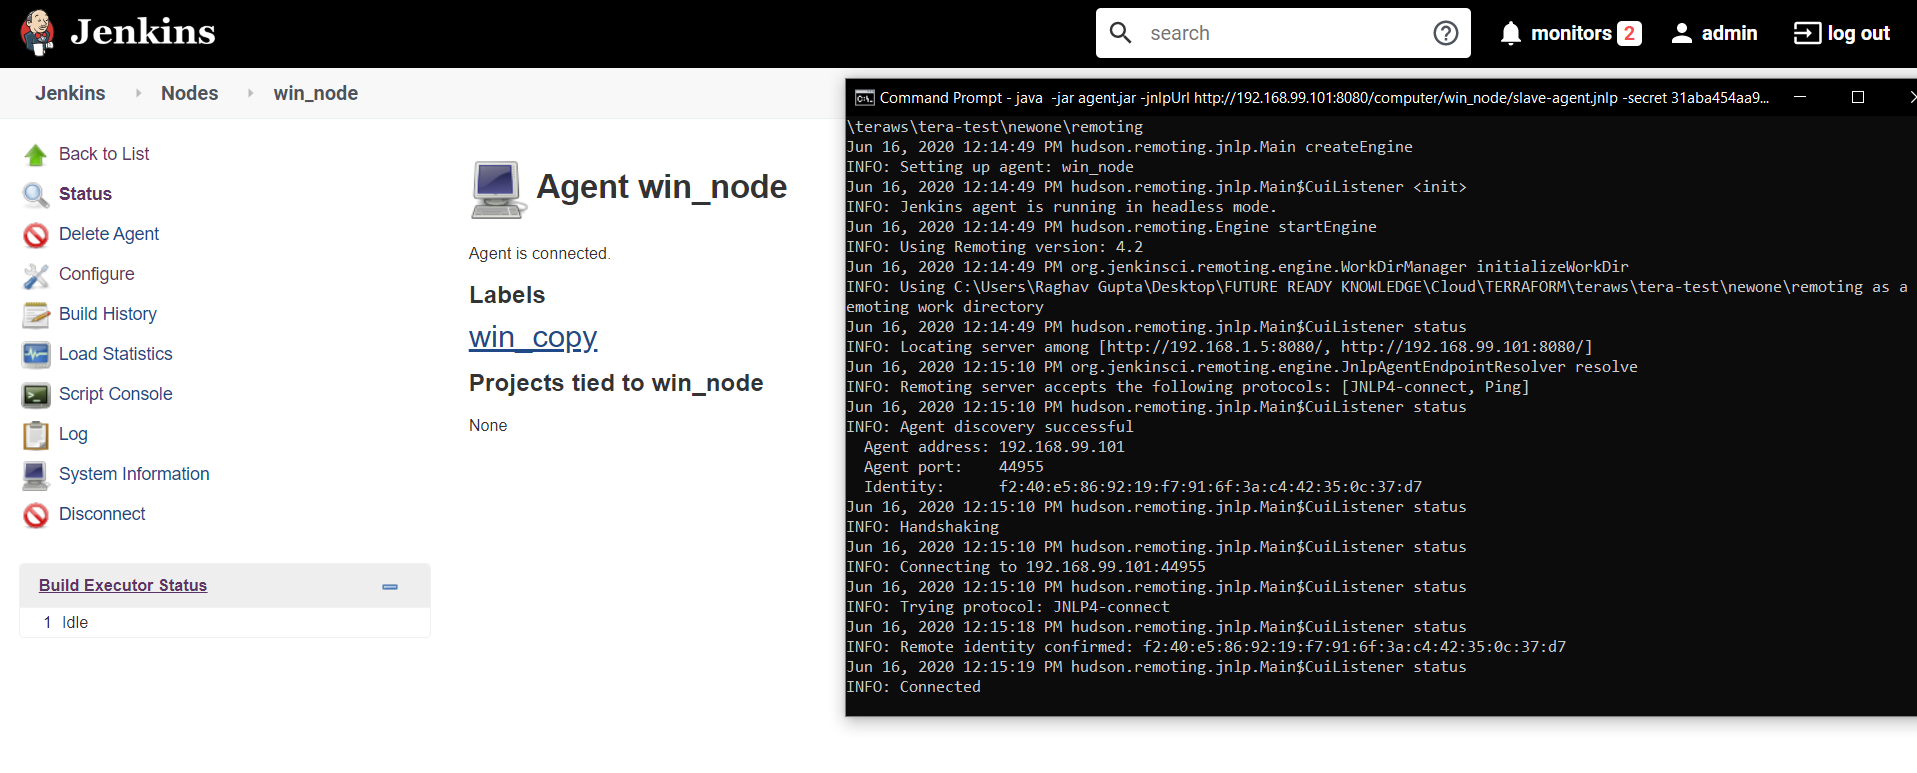 Jenkins
search
monitors 2
admin
log out
Jenkins
Nodes
win_node
Back to List
Status
Delete Agent
Configure
Build History
Load Statistics
Script Console
Log
System Information
Disconnect
Build Executor Status
1 Idle
Agent win_node
Agent is connected.
Labels
win_copy
Projects tied to win_node
None
Command Prompt - java -jar agent.jar -jnlpUrl http://192.168.99.101:8080/computer/win_node/slave-agent.jnlp -secret 31aba454aa9...
\teraws\tera-test\newone\remoting
Jun 16, 2020 12:14:49 PM hudson.remoting.jnlp.Main createEngine
INFO: Setting up agent: win_node
Jun 16, 2020 12:14:49 PM hudson.remoting.jnlp.Main$CuiListener <init>
INFO: Jenkins agent is running in headless mode.
Jun 16, 2020 12:14:49 PM hudson.remoting.Engine startEngine
INFO: Using Remoting version: 4.2
Jun 16, 2020 12:14:49 PM org.jenkinsci.remoting.engine.WorkDirManager initializeWorkDir
INFO: Using C:\Users\Raghav Gupta\Desktop\FUTURE READY KNOWLEDGE\Cloud\TERRAFORM\teraws\tera-test\newone\remoting as a
emoting work directory
Jun 16, 2020 12:14:49 PM hudson.remoting.jnlp.Main$CuiListener status
INFO: Locating server among [http://192.168.1.5:8080/, http://192.168.99.101:8080/]
Jun 16, 2020 12:15:10 PM org.jenkinsci.remoting.engine.JnlpAgentEndpointResolver resolve
INFO: Remoting server accepts the following protocols: [JNLP4-connect, Ping]
Jun 16, 2020 12:15:10 PM hudson.remoting.jnlp.Main$CuiListener status
INFO: Agent discovery successful
Agent address: 192.168.99.101
Agent port: 44955
Identity: f2:40:e5:86:92:19:f7:91:6f:3a:c4:42:35:0c:37:d7
Jun 16, 2020 12:15:10 PM hudson.remoting.jnlp.Main$CuiListener status
INFO: Handshaking
Jun 16, 2020 12:15:10 PM hudson.remoting.jnlp.Main$CuiListener status
INFO: Connecting to 192.168.99.101:44955
Jun 16, 2020 12:15:10 PM hudson.remoting.jnlp.Main$CuiListener status
INFO: Trying protocol: JNLP4-connect
Jun 16, 2020 12:15:18 PM hudson.remoting.jnlp.Main$CuiListener status
INFO: Remote identity confirmed: f2:40:e5:86:92:19:f7:91:6f:3a:c4:42:35:0c:37:d7
Jun 16, 2020 12:15:19 PM hudson.remoting.jnlp.Main$CuiListener status
INFO: Connected